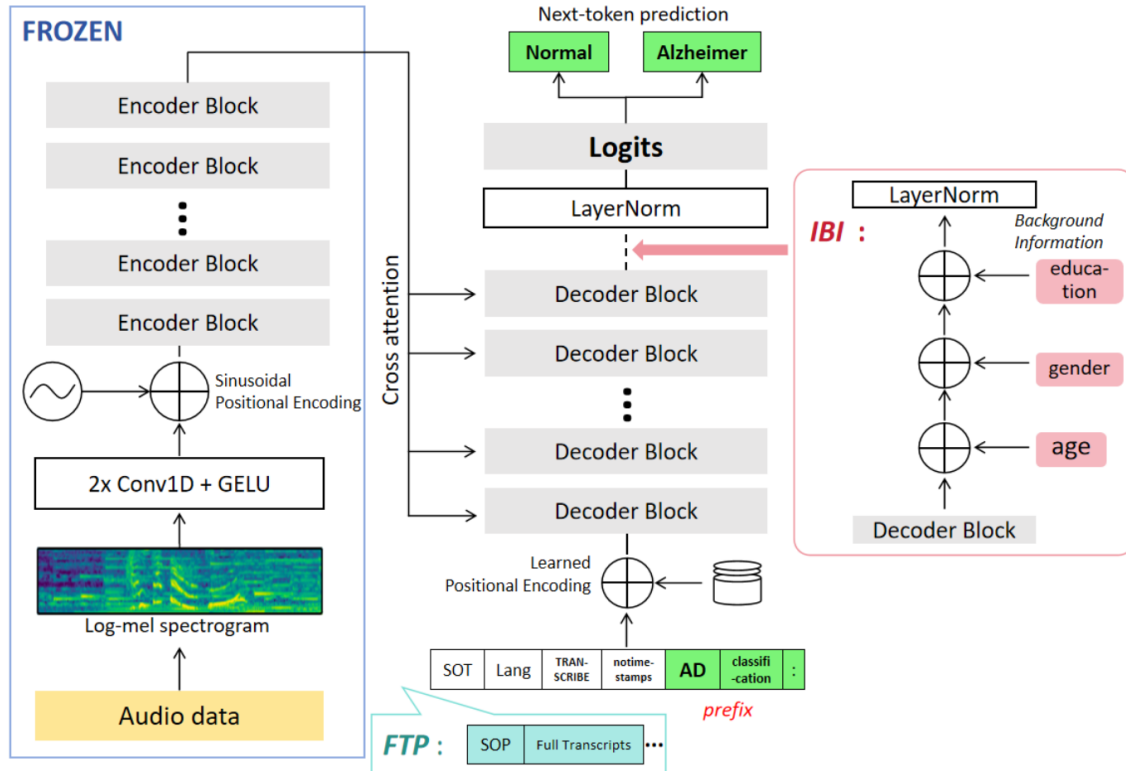 FROZEN
Encoder Block
Encoder Block
Encoder Block
Encoder Block
Sinusoidal
Positional Encoding
2x Conv1D + GELU
Log-mel spectrogram
Audio data
Cross attention
Next-token prediction
Normal
Alzheimer
Logits
LayerNorm
Decoder Block
Decoder Block
Decoder Block
Decoder Block
Learned
Positional Encoding
SOT
Lang
TRAN-
SCRIBE
notime-
stamps
AD
classifi
-cation
:
prefix
FTP :
SOP
Full Transcripts
•••
IBI :
LayerNorm
Background
Information
educa-
tion
gender
age
Decoder Block